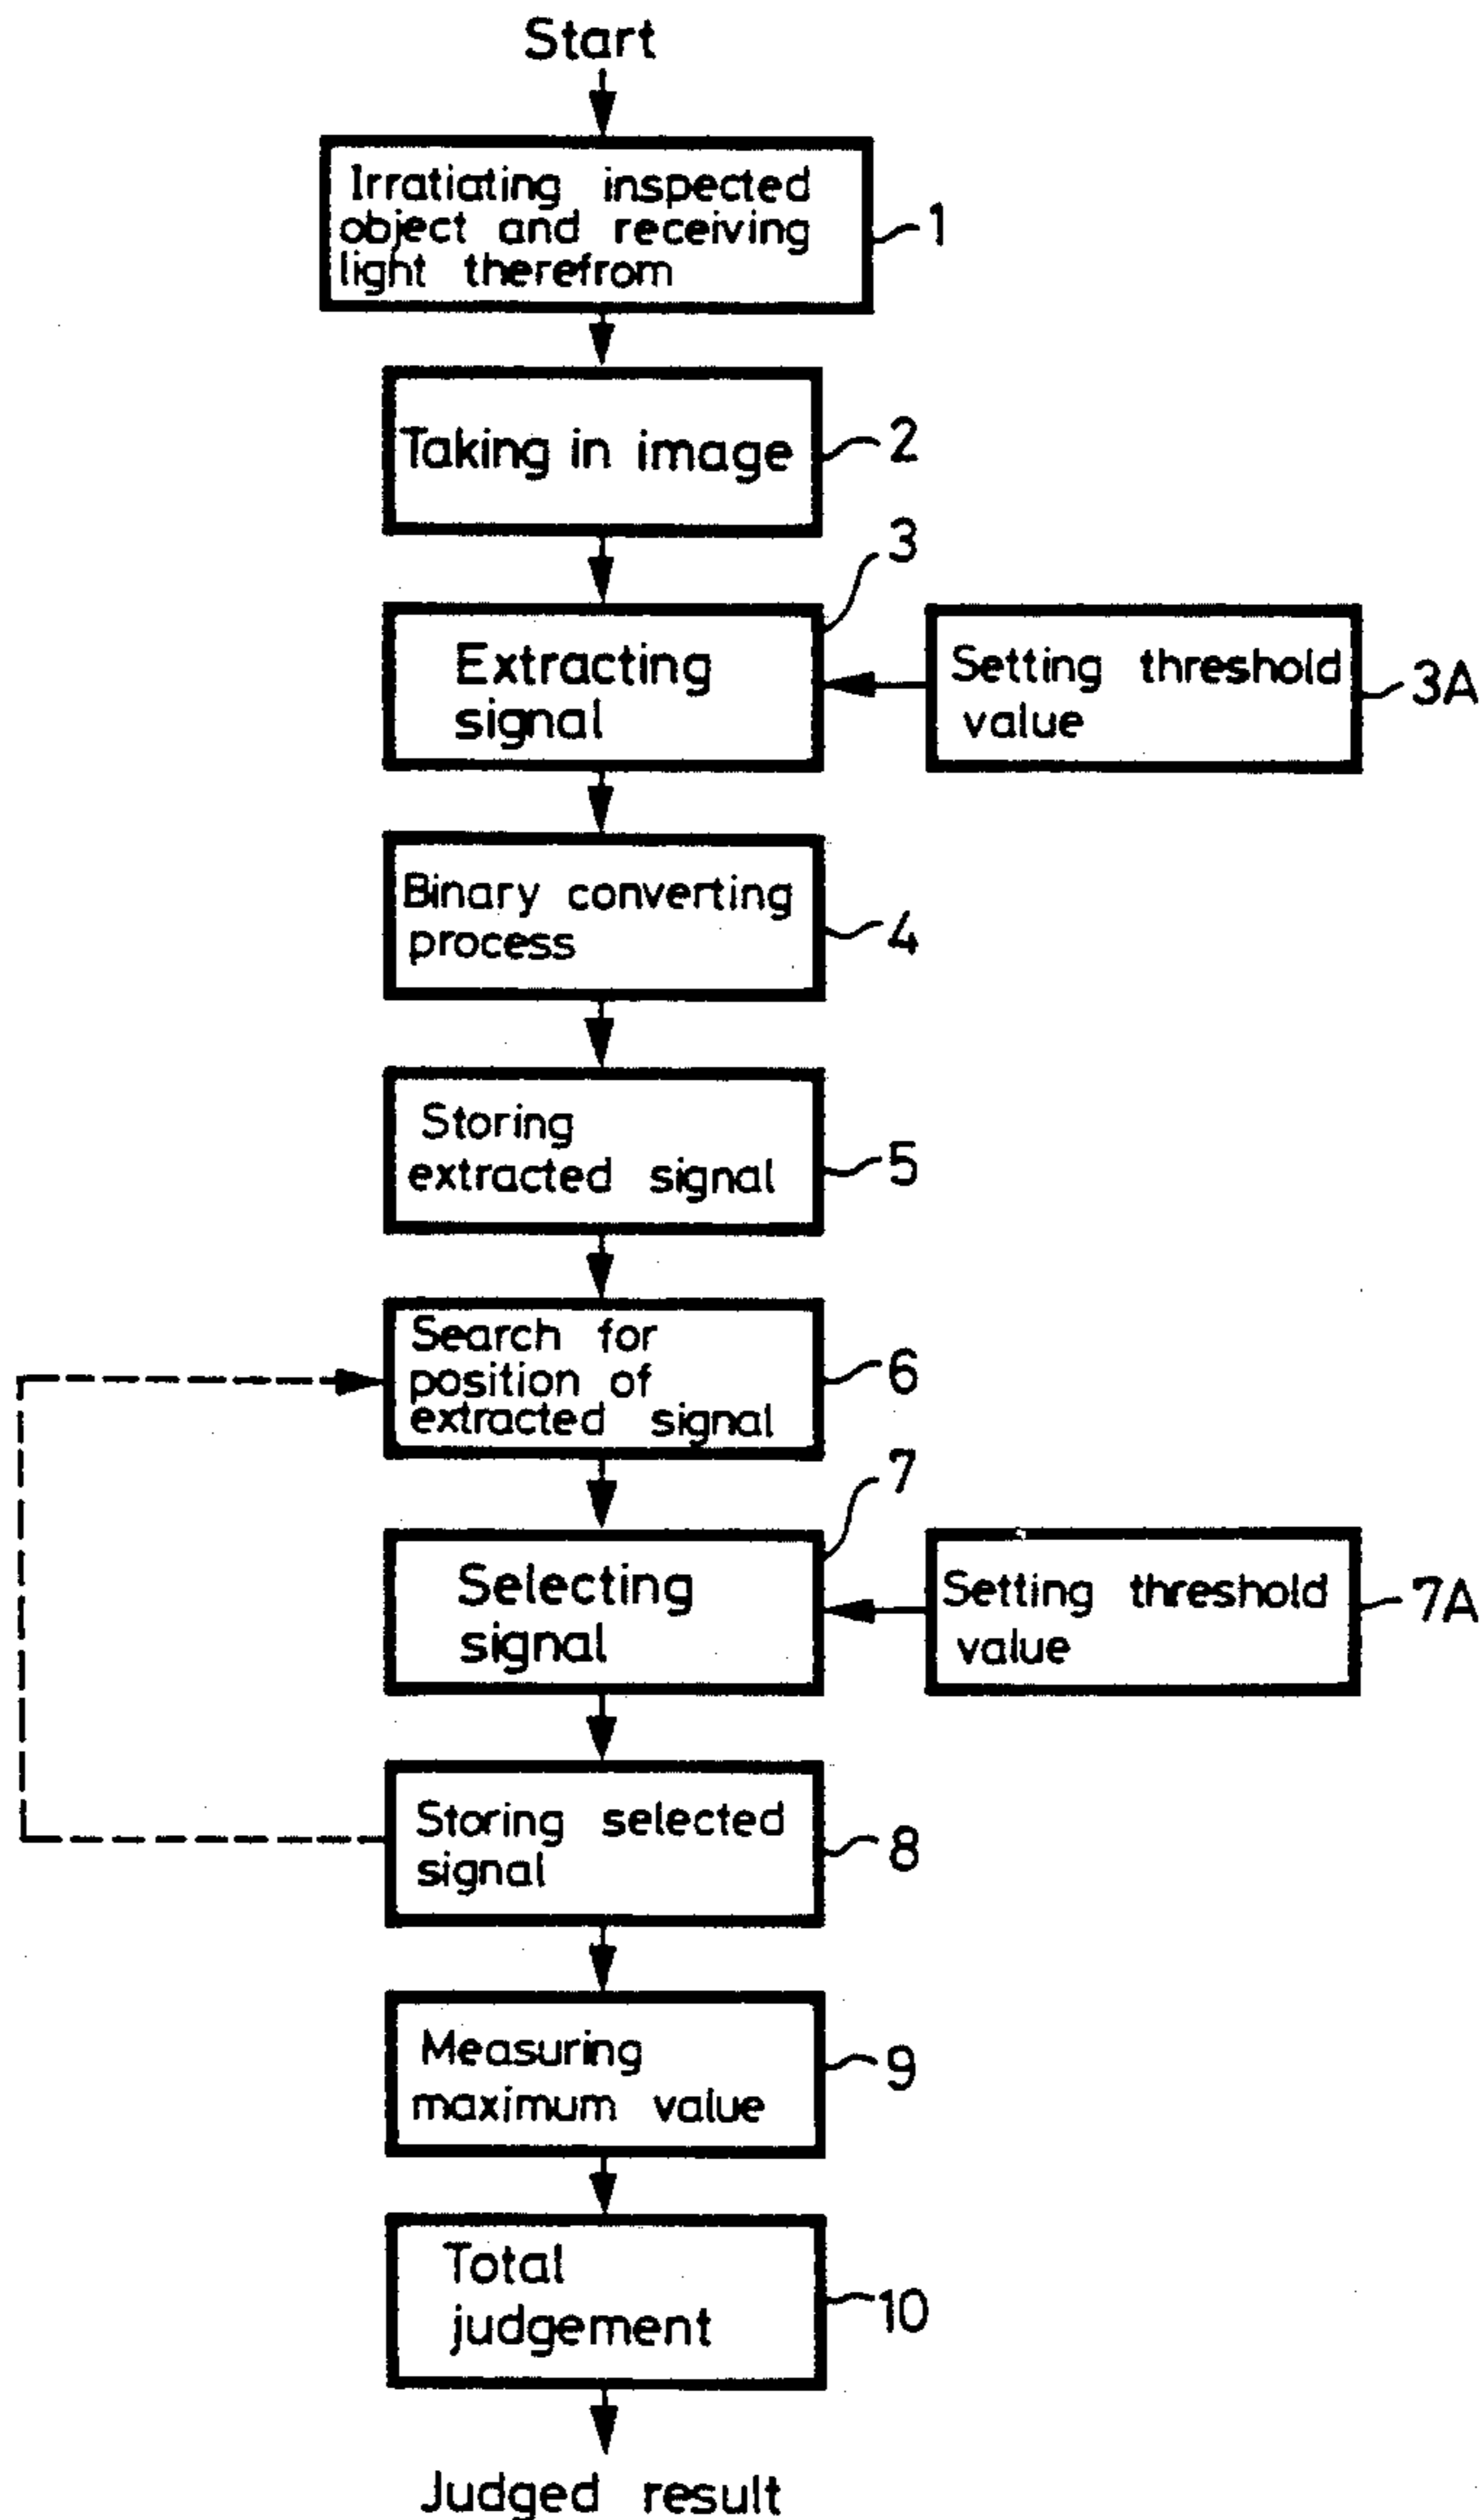 Start
Irratiating inspected
object and receiving
light therefrom
1
Taking in image
2
3
Extracting
signal
Setting threshold
value
3A
Binary converting
process
4
Storing
extracted signal
5
Search for
position of
extracted signal
6
7
Selecting
signal
Setting threshold
value
7A
Storing selected
signal
8
Measuring
maximum value
9
Total
judgement
10
Judged result